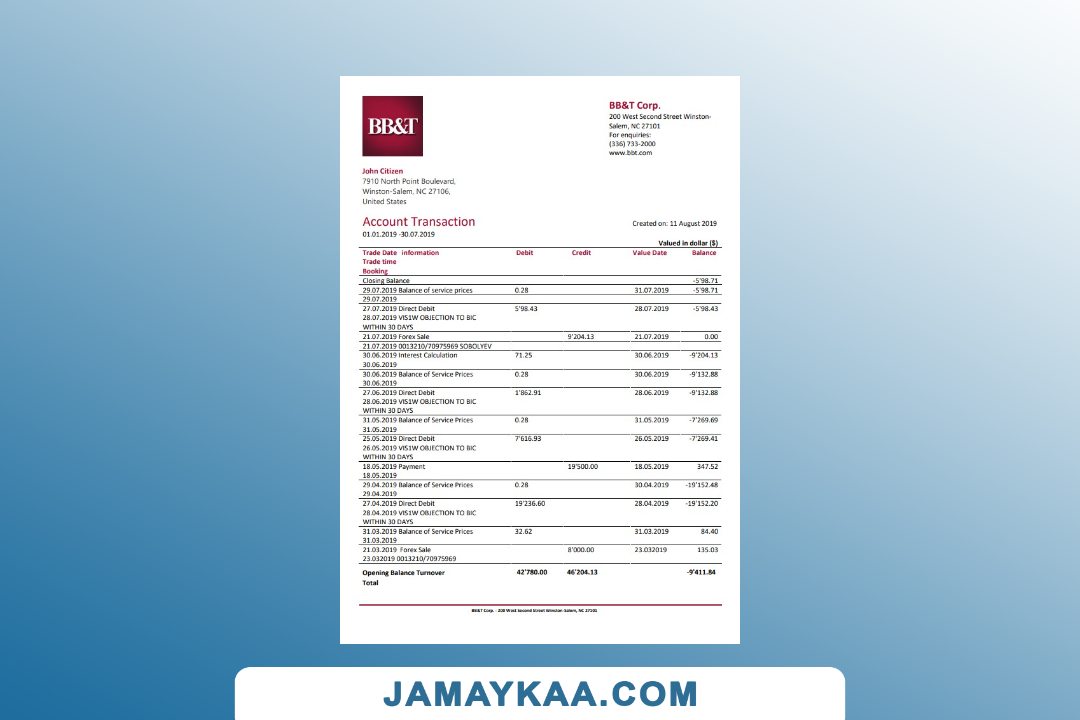 BB&T
BB&T Corp.
200 West Second Street Winston-
Salem, NC 27101
For enquiries:
(336) 733-2000
www.bbt.com
John Citizen
7910 North Point Boulevard,
Winston-Salem, NC 27106,
United States
Account Transaction
Created on: 11 August 2019
01.01.2019 -30.07.2019
Valued in dollar ($)
Trade Date information Debit Credit Value Date Balance
Trade time
Booking
Closing Balance -5'98.71
29.07.2019 Balance of service prices 0.28 31.07.2019 -5'98.71
29.07.2019
27.07.2019 Direct Debit 5'98.43 28.07.2019 -5'98.43
28.07.2019 VIS1W OBJECTION TO BIC
WITHIN 30 DAYS
21.07.2019 Forex Sale 9'204.13 21.07.2019 0.00
21.07.2019 0013210/70975969 SOBOLYEV
30.06.2019 Interest Calculation 71.25 30.06.2019 -9'204.13
30.06.2019
30.06.2019 Balance of Service Prices 0.28 30.06.2019 -9'132.88
30.06.2019
27.06.2019 Direct Debit 1'862.91 28.06.2019 -9'132.88
28.06.2019 VIS1W OBJECTION TO BIC
WITHIN 30 DAYS
31.05.2019 Balance of Service Prices 0.28 31.05.2019 -7'269.69
31.05.2019
25.05.2019 Direct Debit 7'616.93 26.05.2019 -7'269.41
26.05.2019 VIS1W OBJECTION TO BIC
WITHIN 30 DAYS
18.05.2019 Payment 19'500.00 18.05.2019 347.52
18.05.2019
29.04.2019 Balance of Service Prices 0.28 30.04.2019 -19'152.48
29.04.2019
27.04.2019 Direct Debit 19'236.60 28.04.2019 -19'152.20
28.04.2019 VIS1W OBJECTION TO BIC
WITHIN 30 DAYS
31.03.2019 Balance of Service Prices 32.62 31.03.2019 84.40
31.03.2019
21.03.2019 Forex Sale 8'000.00 23.032019 135.03
23.032019 0013210/70975969
Opening Balance Turnover 42'780.00 46'204.13 -9'411.84
Total
BB&T Corp. - 200 West Second Street Winston-Salem, NC 27101
JAMAYKAA.COM